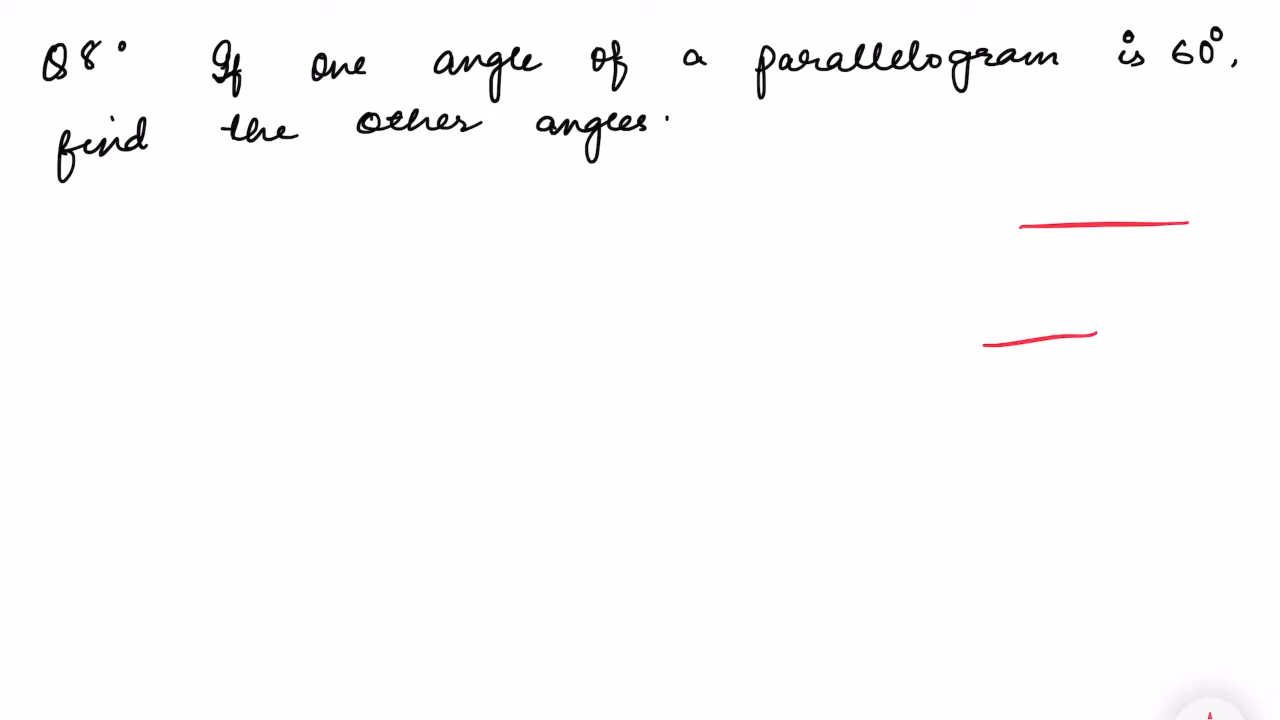 Q8° If one angle of a parallelogram is 60°,
find the other angles.